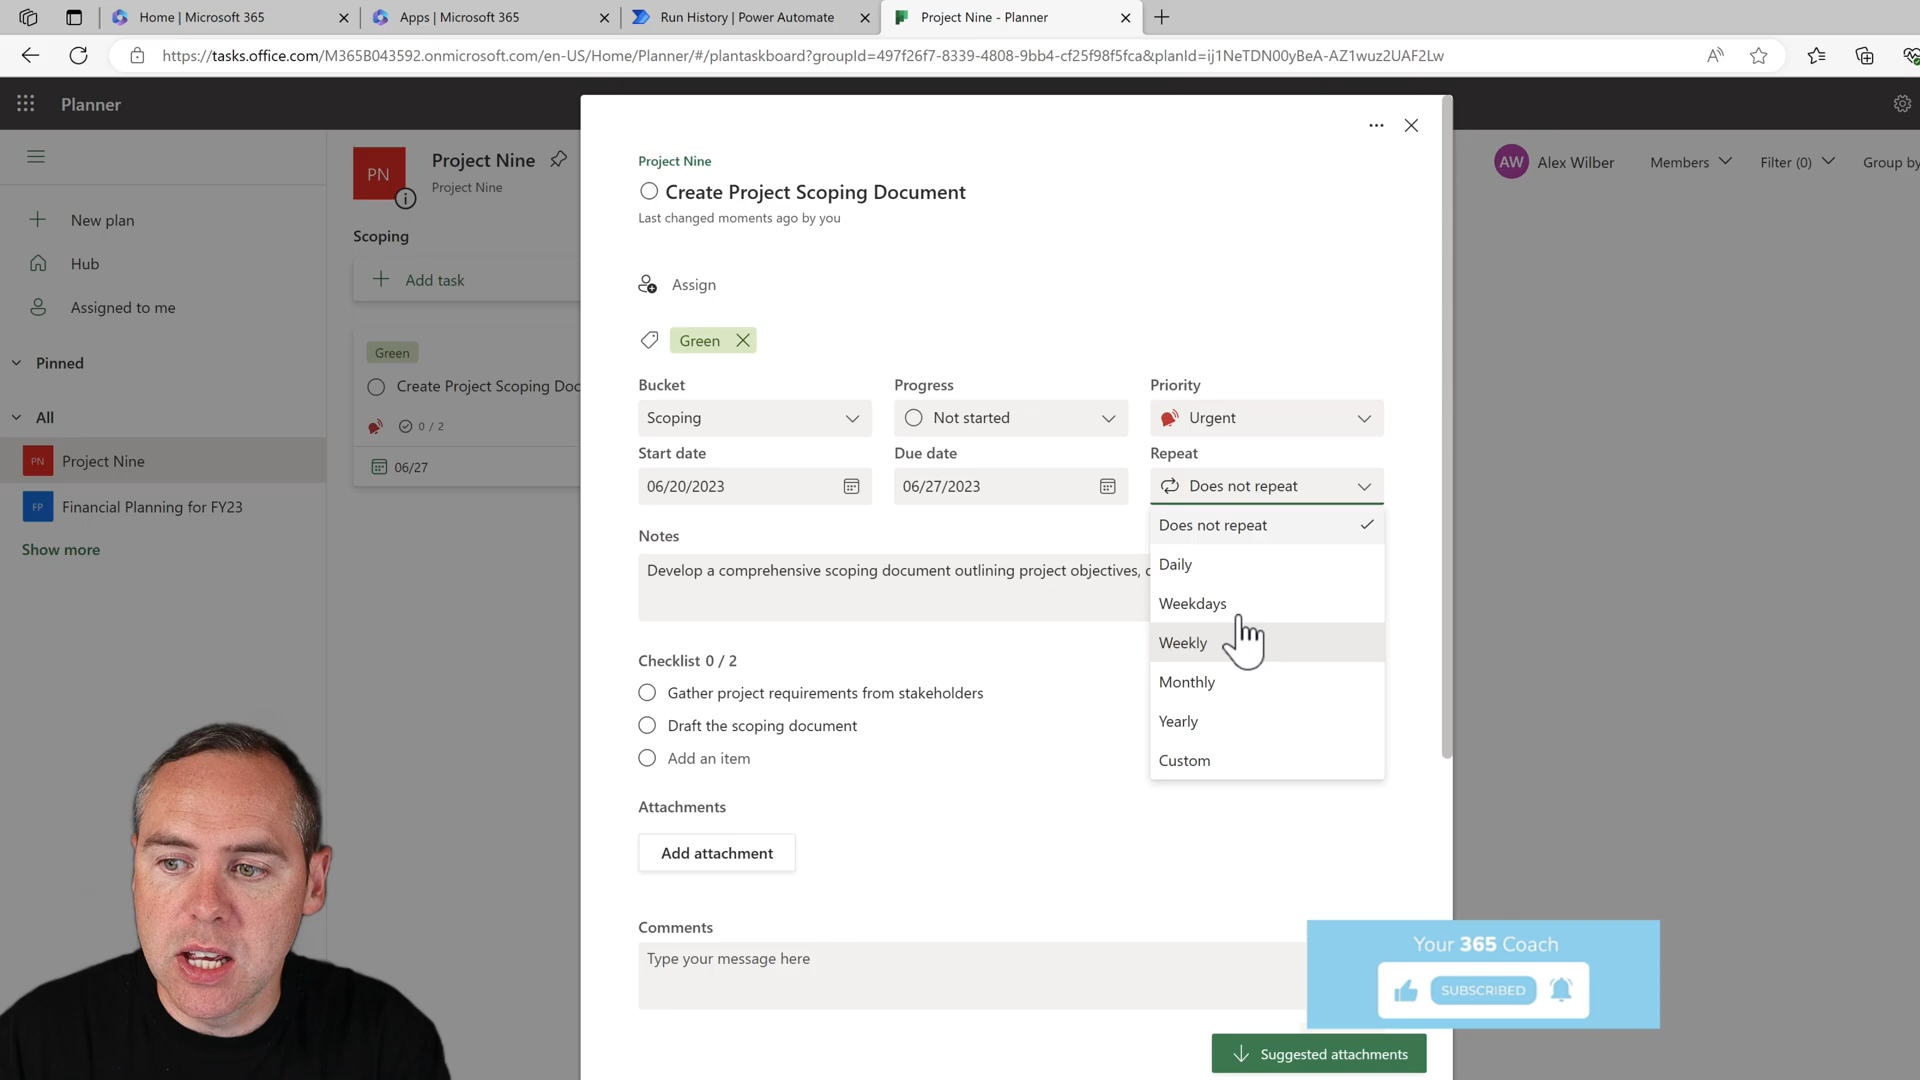 Home | Microsoft 365
Apps | Microsoft 365
Run History | Power Automate
Project Nine - Planner
https://tasks.office.com/M365B043592.onmicrosoft.com/en-US/Home/Planner/#/plantaskboard?groupId=497f26f7-8339-4808-9bb4-cf25f98f5fca&planId=ij1NeTDN00yBeA-AZ1wuz2UAF2Lw
Planner
New plan
Hub
Assigned to me
Pinned
All
PN Project Nine
FP Financial Planning for FY23
Show more
PN
Project Nine
Project Nine
Scoping
Add task
Green
Create Project Scoping Doc
0 / 2
06/27
AW Alex Wilber
Members
Filter (0)
Group by
Project Nine
Create Project Scoping Document
Last changed moments ago by you
Assign
Green
Bucket
Progress
Priority
Scoping
Not started
Urgent
Start date
Due date
Repeat
06/20/2023
06/27/2023
Does not repeat
Does not repeat
Daily
Weekdays
Weekly
Monthly
Yearly
Custom
Notes
Develop a comprehensive scoping document outlining project objectives,
Checklist 0 / 2
Gather project requirements from stakeholders
Draft the scoping document
Add an item
Attachments
Add attachment
Comments
Type your message here
Suggested attachments
Your 365 Coach
SUBSCRIBED